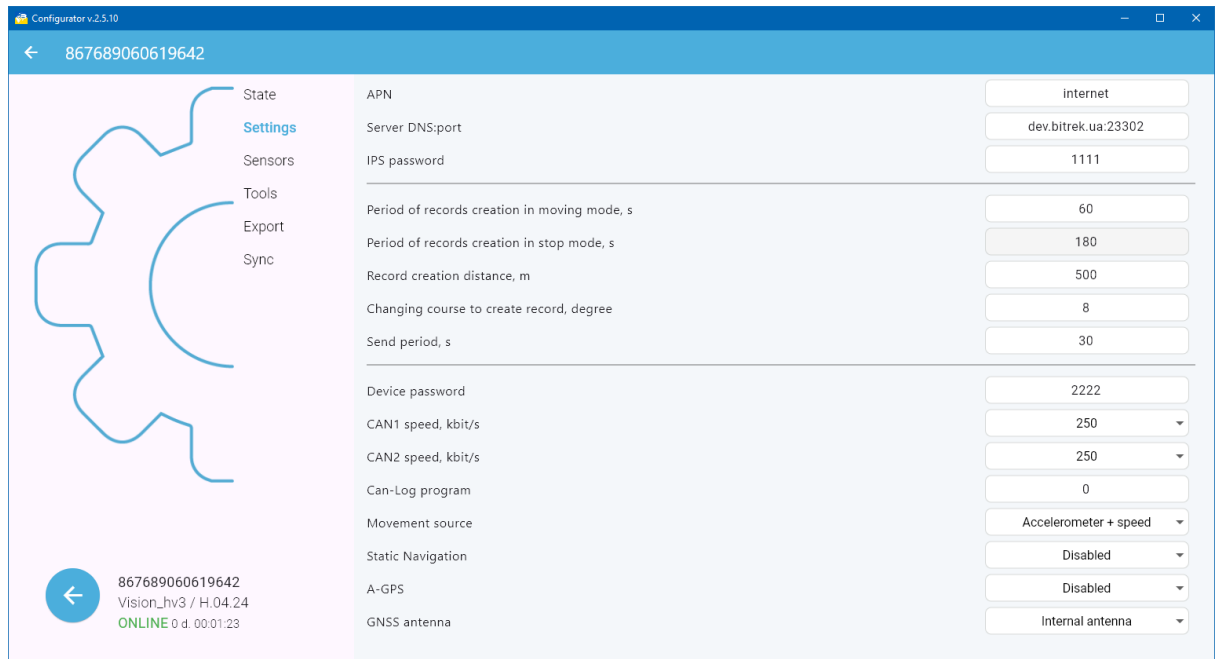 Configurator v.2.5.10
867689060619642
State
Settings
Sensors
Tools
Export
Sync
APN internet
Server DNS:port dev.bitrek.ua:23302
IPS password 1111
Period of records creation in moving mode, s 60
Period of records creation in stop mode, s 180
Record creation distance, m 500
Changing course to create record, degree 8
Send period, s 30
Device password 2222
CAN1 speed, kbit/s 250
CAN2 speed, kbit/s 250
Can-Log program 0
Movement source Accelerometer + speed
Static Navigation Disabled
A-GPS Disabled
GNSS antenna Internal antenna
867689060619642
Vision_hv3 / H.04.24
ONLINE 0 d. 00:01:23